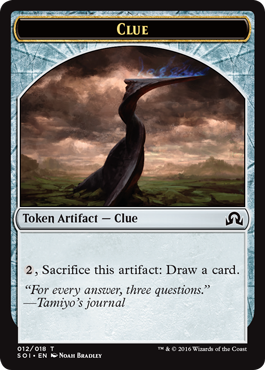 CLUE
Token Artifact — Clue
2, Sacrifice this artifact: Draw a card.
“For every answer, three questions.”
—Tamiyo’s journal
012/018 T
SOI • EN NOAH BRADLEY
™ & © 2016 Wizards of the Coast